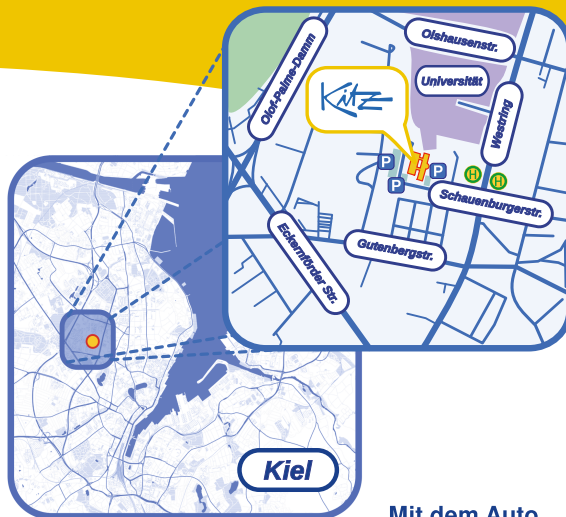 Olshausenstr.
Olof-Palme-Damm
Universität
Kitz
Westring
P
H
P
P
H
Schauenburgerstr.
Eckernförder Str.
Gutenbergstr.
Kiel
Mit dem Auto